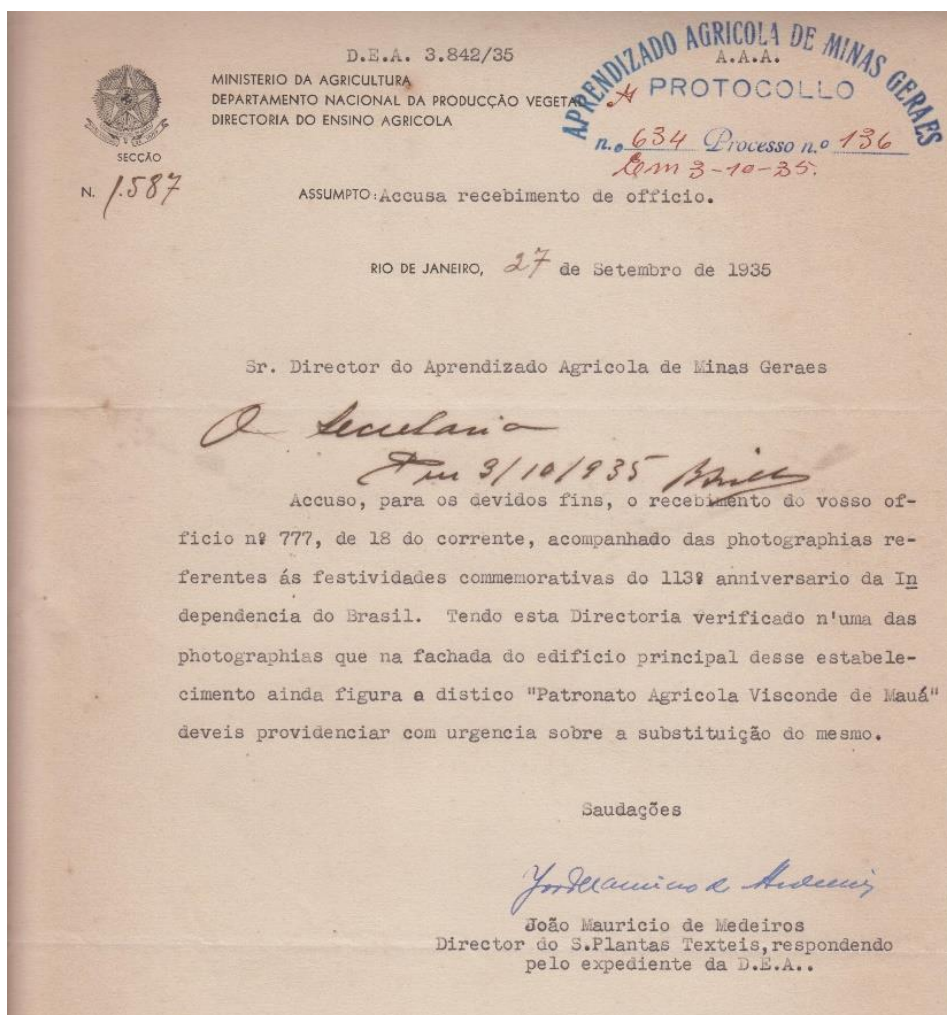 D.E.A. 3.842/35
APRENDIZADO AGRICOLA DE MINAS GERAES
A.A.A.
MINISTERIO DA AGRICULTURA
DEPARTAMENTO NACIONAL DA PRODUCÇÃO VEGETAL
DIRECTORIA DO ENSINO AGRICOLA
PROTOCOLLO
n.o 634 Processo n.o 136
Em 3-10-35.
SECÇÃO
N. 1.587
ASSUMPTO: Accusa recebimento de officio.
RIO DE JANEIRO, 27 de Setembro de 1935
Sr. Director do Aprendizado Agricola de Minas Geraes
Secretaria
Em 3/10/935
Accuso, para os devidos fins, o recebimento do vosso of-
ficio nº 777, de 18 do corrente, acompanhado das photographias re-
ferentes ás festividades commemorativas do 113º anniversario da In
dependencia do Brasil. Tendo esta Directoria verificado n'uma das
photographias que na fachada do edificio principal desse estabele-
cimento ainda figura o distico "Patronato Agricola Visconde de Mauá"
deveis providenciar com urgencia sobre a substituição do mesmo.
Saudações
João Mauricio de Medeiros
Director do S.Plantas Texteis,respondendo
pelo expediente da D.E.A..